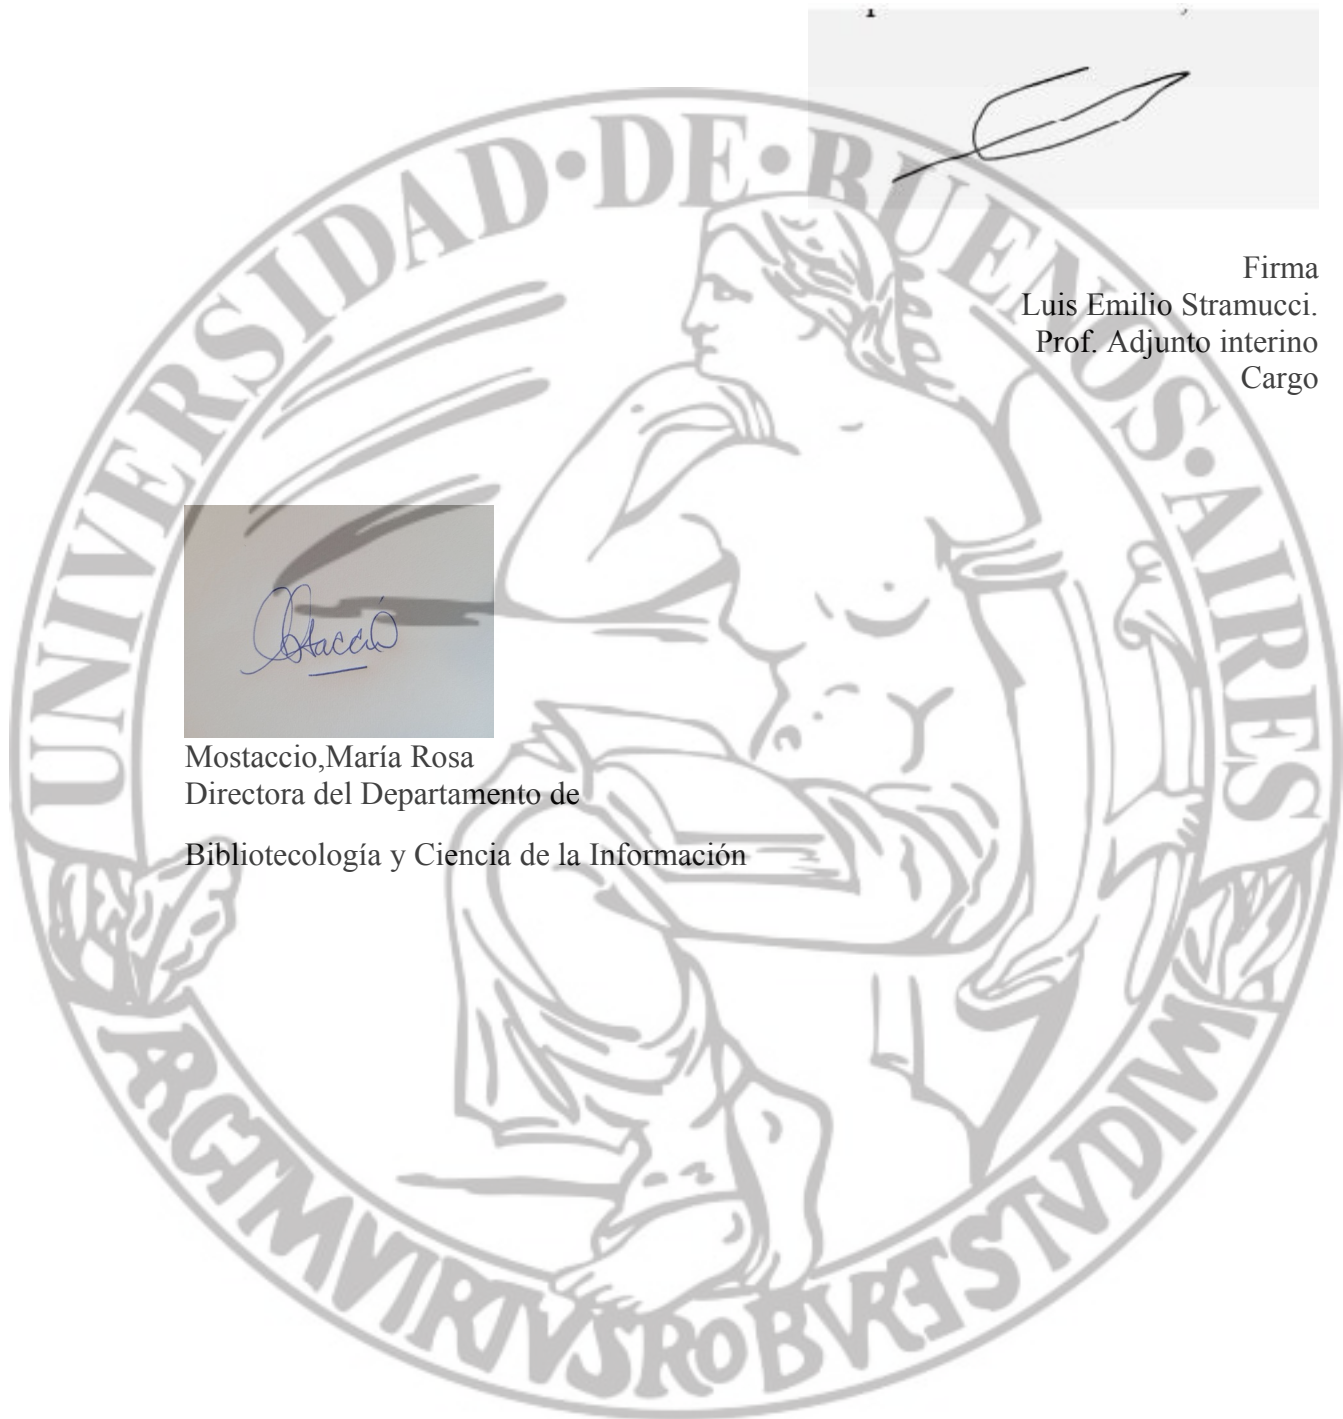 Firma
Luis Emilio Stramucci.
Prof. Adjunto interino
Cargo
Mostaccio,María Rosa
Directora del Departamento de
Bibliotecología y Ciencia de la Información
UNIVERSIDAD·DE·BUENOS·AIRES
ARGTMVIRTVSROBVRETSTVDIVM